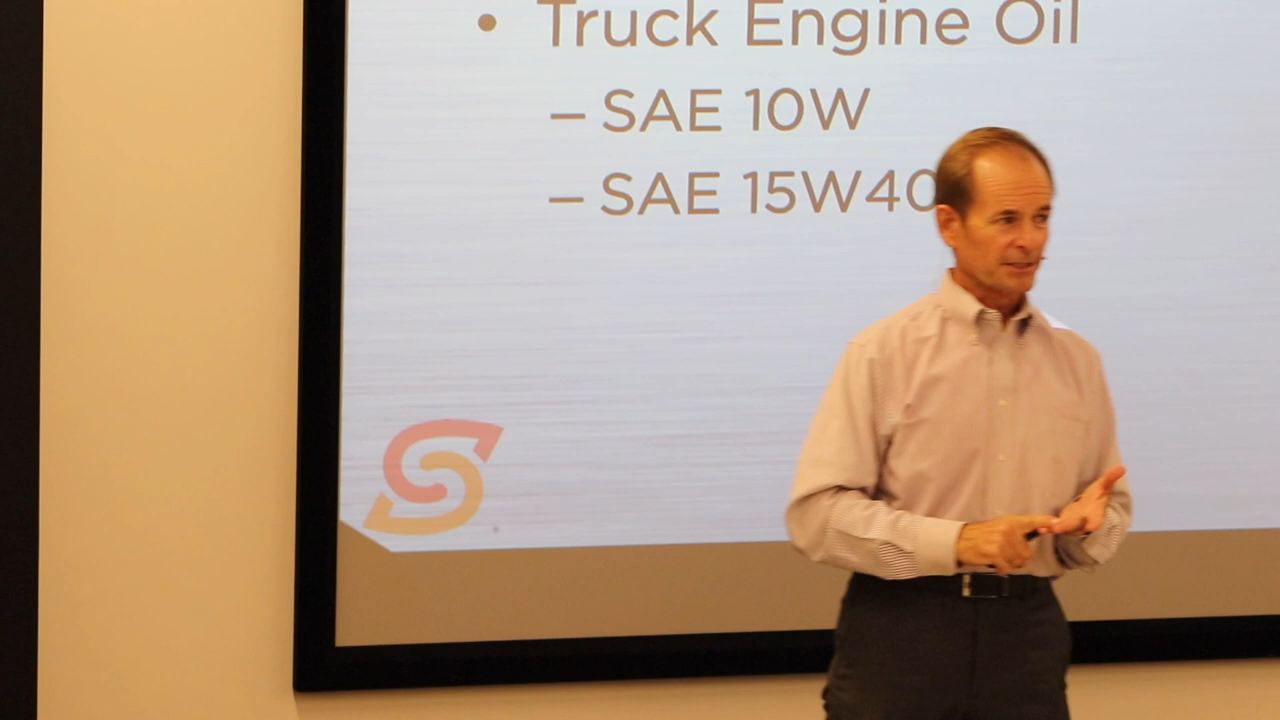 • Truck Engine Oil
– SAE 10W
– SAE 15W40